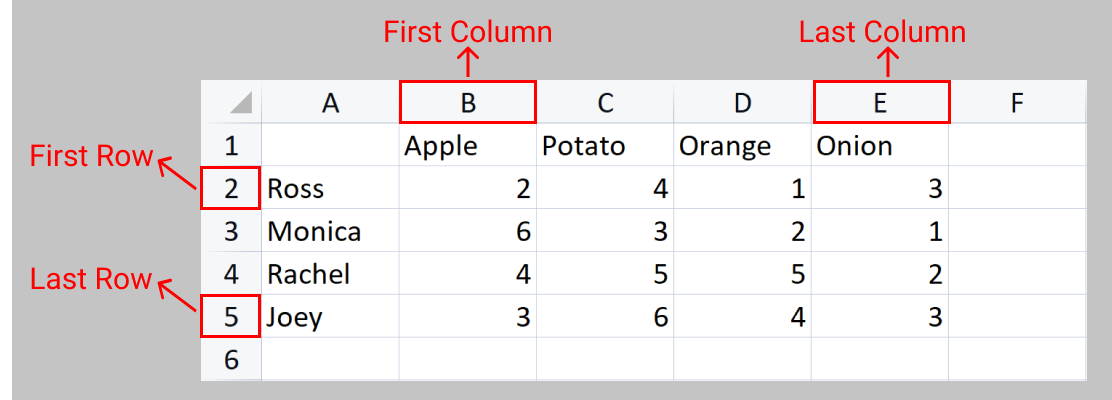 First Column Last Column
A B C D E F
1 Apple Potato Orange Onion
First Row
2 Ross 2 4 1 3
3 Monica 6 3 2 1
4 Rachel 4 5 5 2
Last Row
5 Joey 3 6 4 3
6